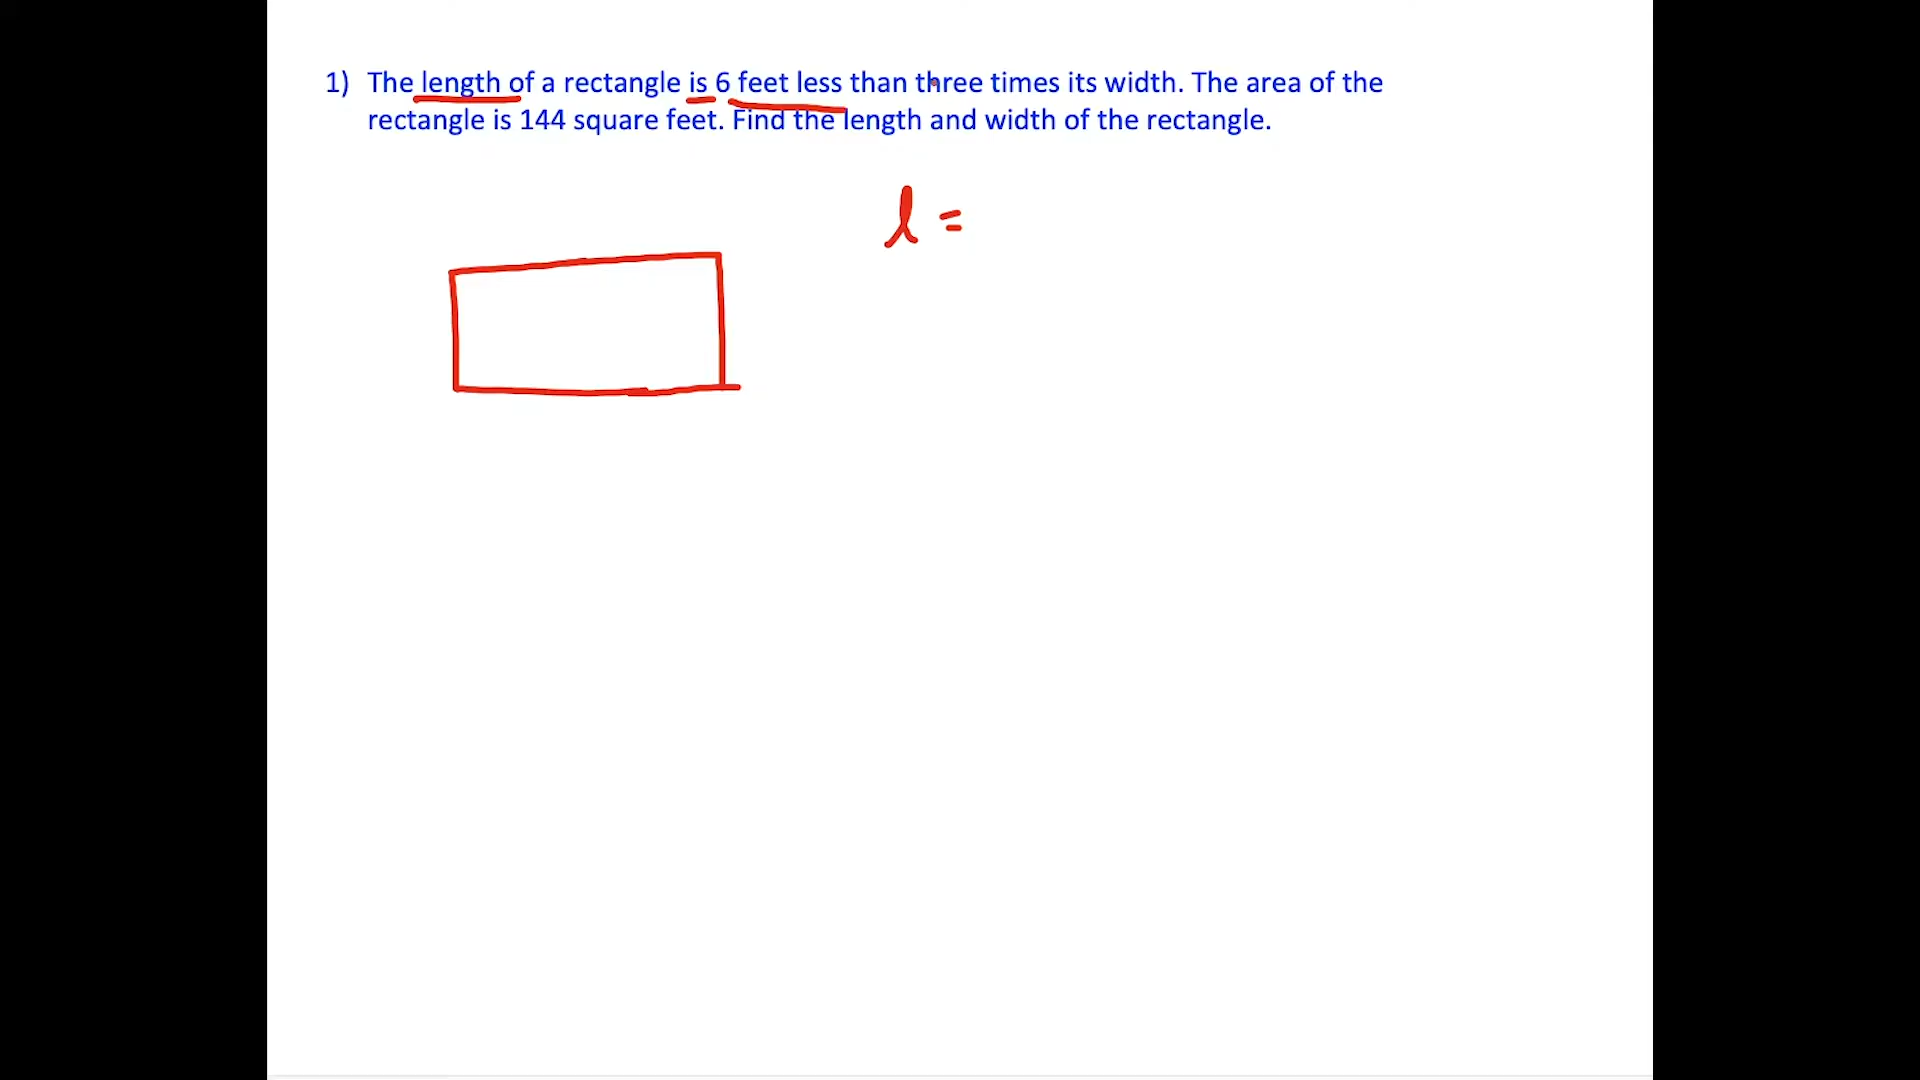 1) The length of a rectangle is 6 feet less than three times its width. The area of the
rectangle is 144 square feet. Find the length and width of the rectangle.
l =